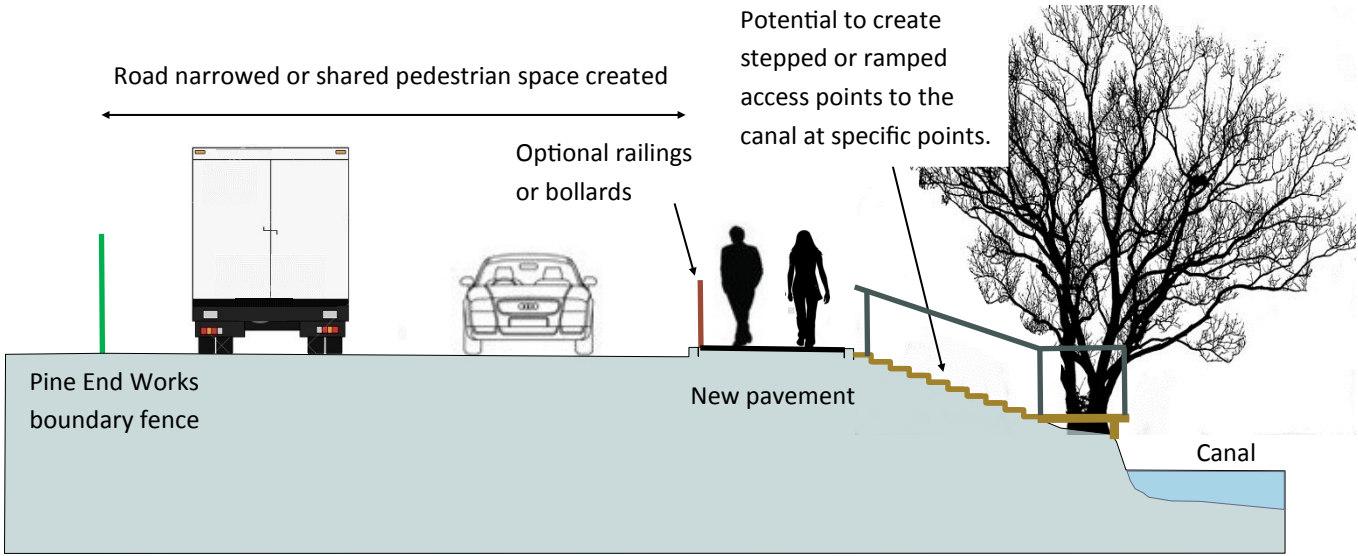 Road narrowed or shared pedestrian space created
Potential to create
stepped or ramped
access points to the
canal at specific points.
Optional railings
or bollards
Pine End Works
boundary fence
New pavement
Canal